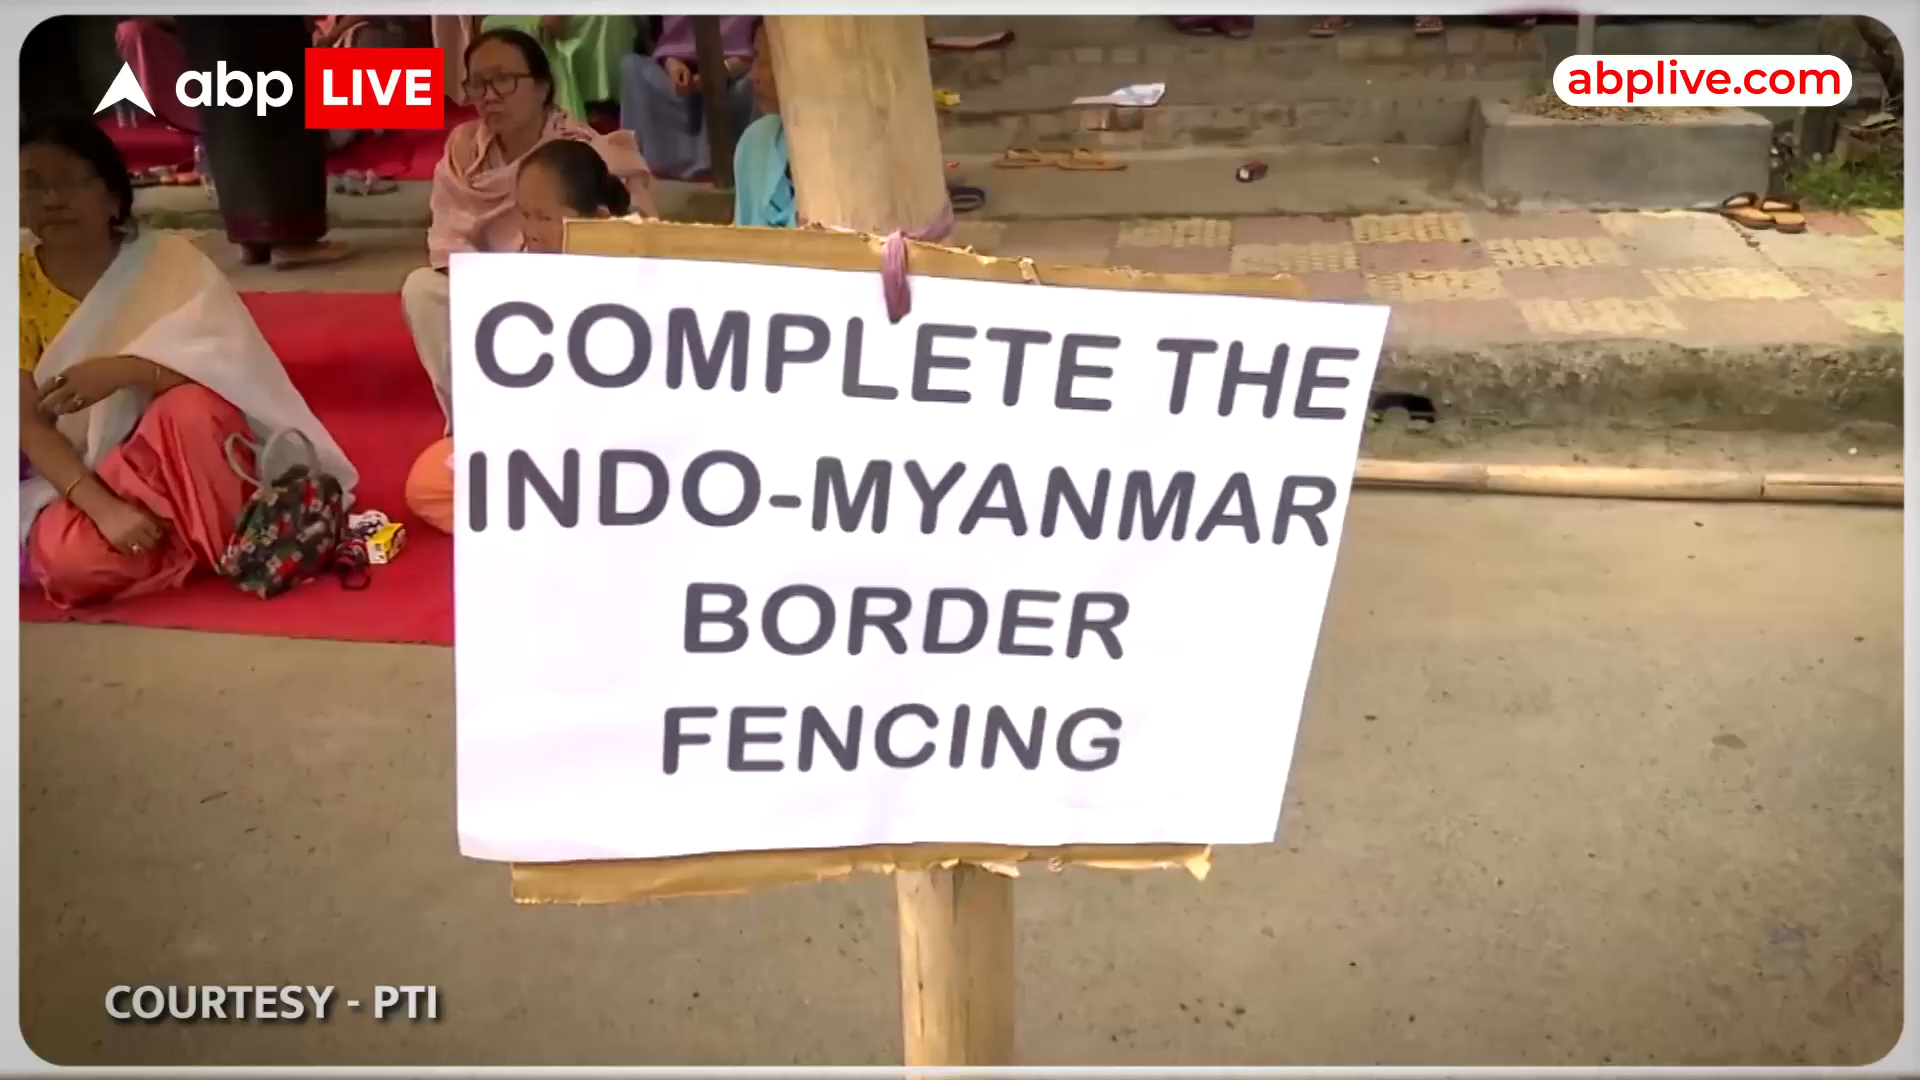 abp LIVE
abplive.com
COMPLETE THE
INDO-MYANMAR
BORDER
FENCING
COURTESY - PTI